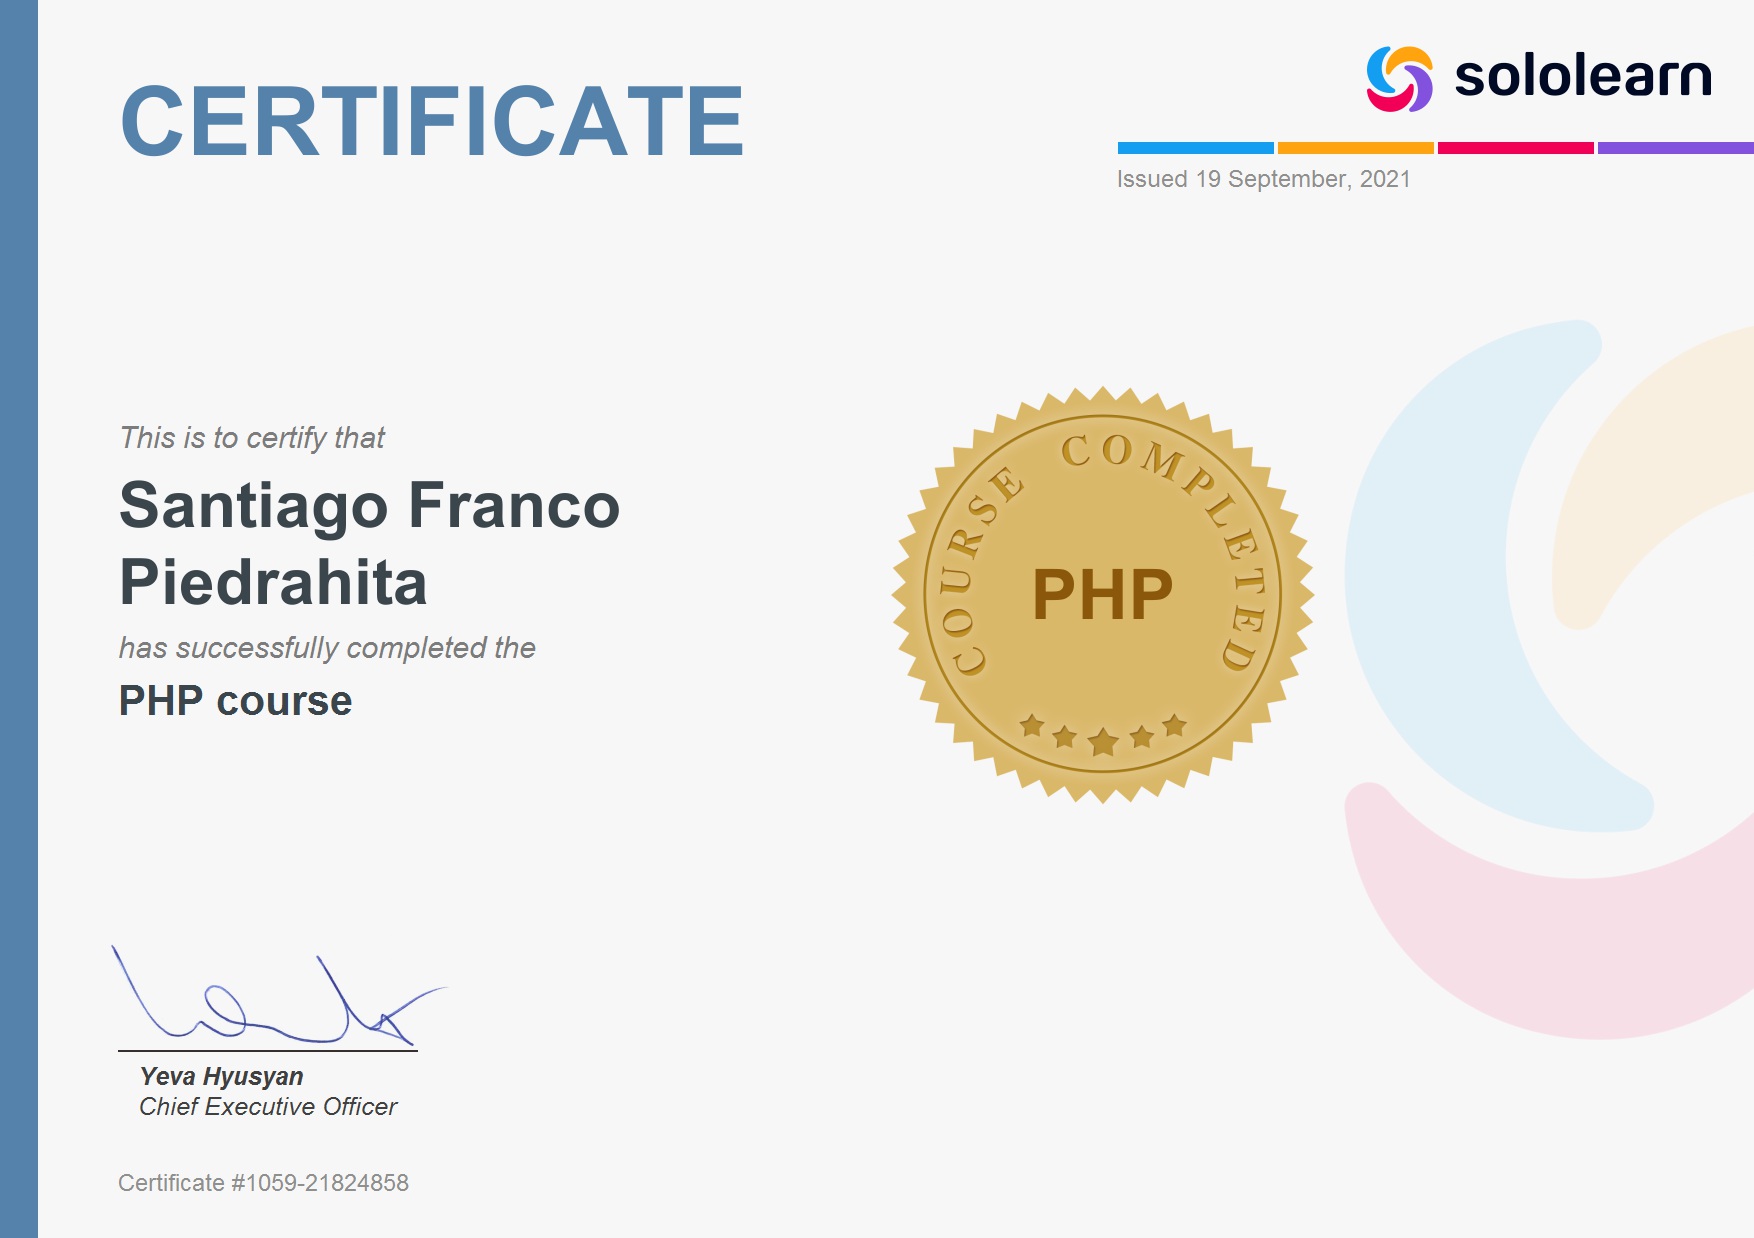 CERTIFICATE
sololearn
Issued 19 September, 2021
This is to certify that
Santiago Franco
Piedrahita
has successfully completed the
PHP course
COURSE COMPLETED
PHP
Yeva Hyusyan
Chief Executive Officer
Certificate #1059-21824858